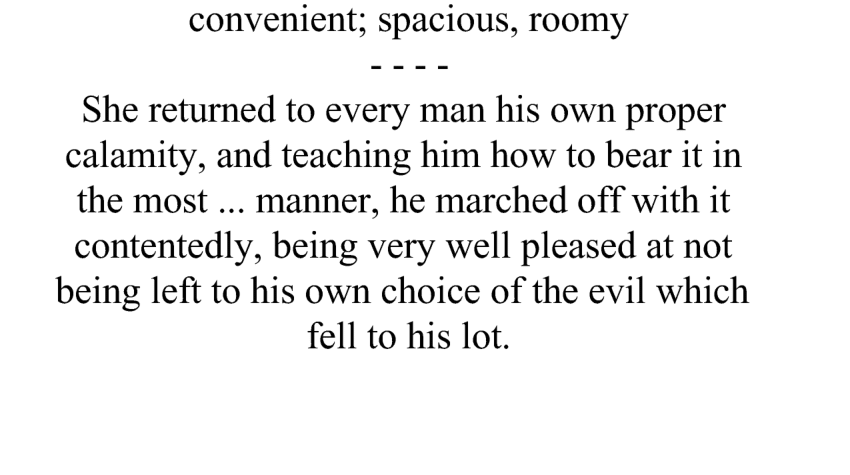 convenient; spacious, roomy
- - - -
She returned to every man his own proper
calamity, and teaching him how to bear it in
the most ... manner, he marched off with it
contentedly, being very well pleased at not
being left to his own choice of the evil which
fell to his lot.